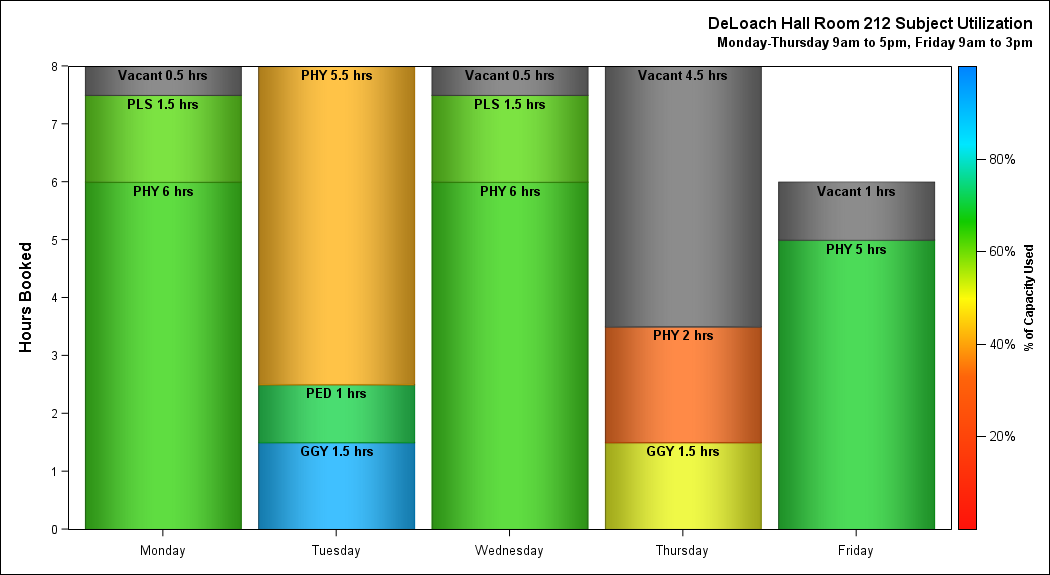 DeLoach Hall Room 212 Subject Utilization
Monday-Thursday 9am to 5pm, Friday 9am to 3pm
Hours Booked
8
7
6
5
4
3
2
1
0
Vacant 0.5 hrs
PLS 1.5 hrs
PHY 6 hrs
PHY 5.5 hrs
PED 1 hrs
GGY 1.5 hrs
Vacant 0.5 hrs
PLS 1.5 hrs
PHY 6 hrs
Vacant 4.5 hrs
PHY 2 hrs
GGY 1.5 hrs
Vacant 1 hrs
PHY 5 hrs
Monday
Tuesday
Wednesday
Thursday
Friday
80%
60%
40%
20%
% of Capacity Used